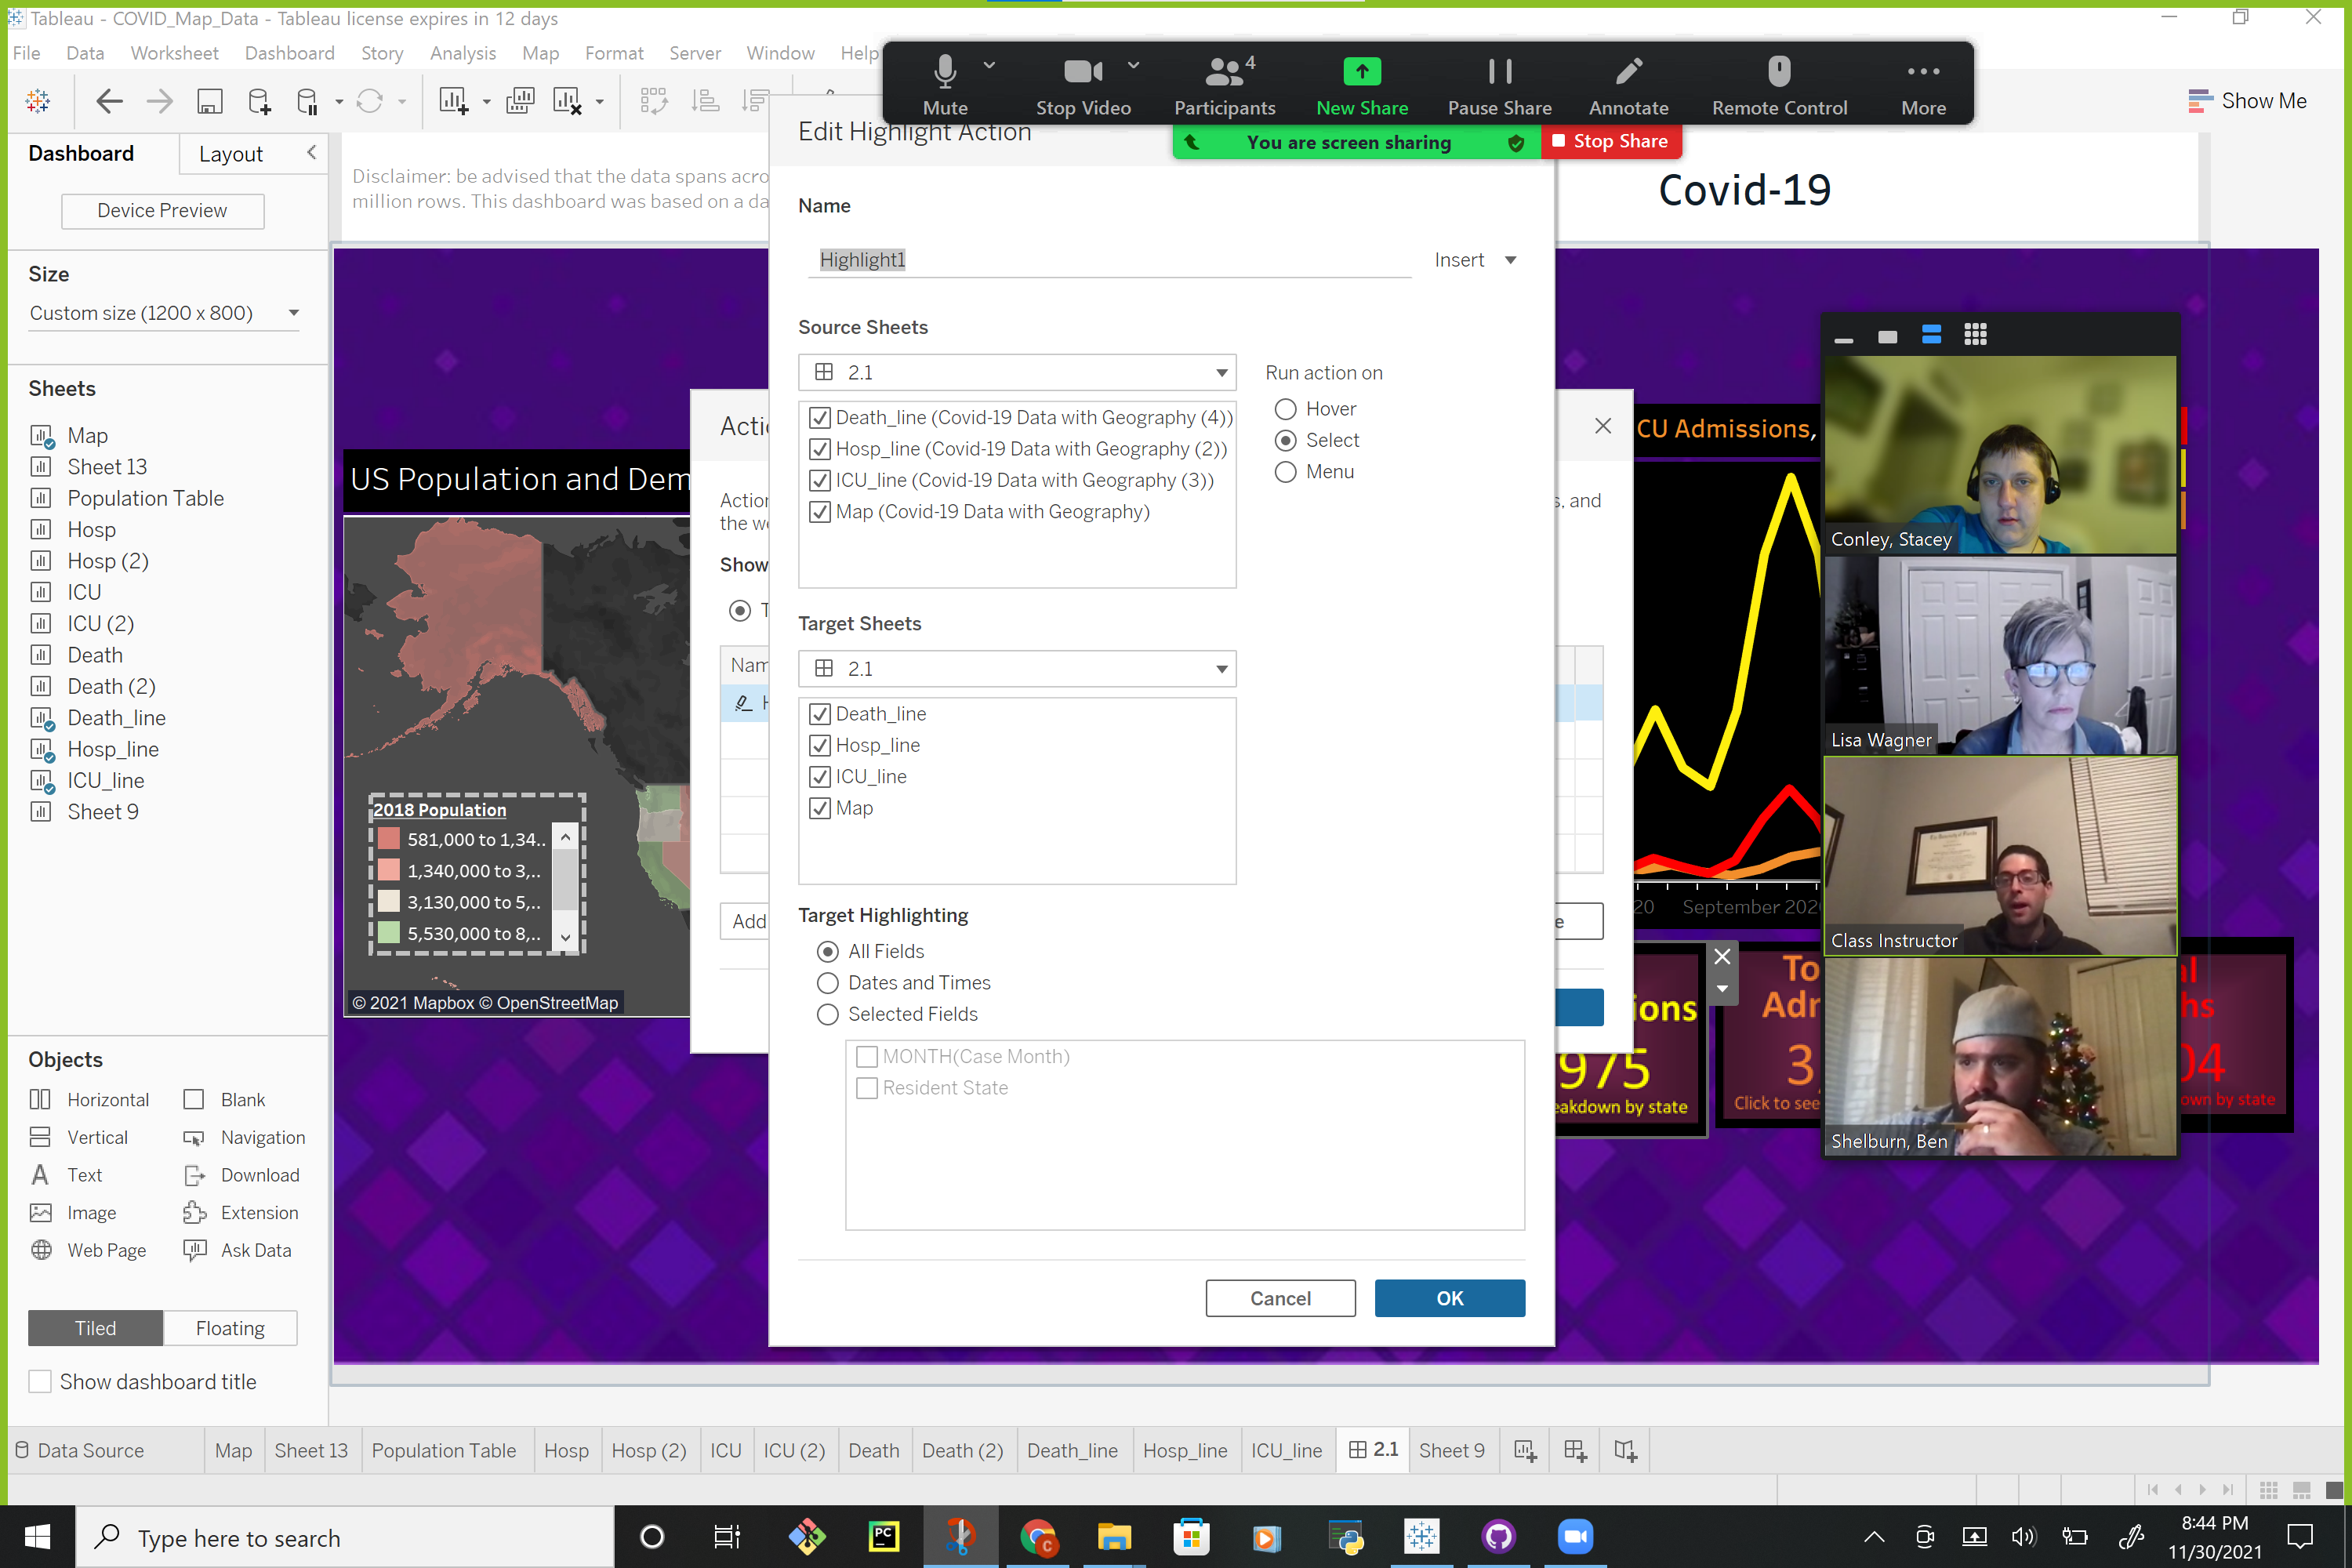 Tableau - COVID_Map_Data - Tableau license expires in 12 days
File Data Worksheet Dashboard Story Analysis Map Format Server Window Help
Mute
Stop Video
4
Participants
New Share
Pause Share
Annotate
Remote Control
More
You are screen sharing
Stop Share
Show Me
Dashboard
Layout
Device Preview
Size
Custom size (1200 x 800)
Sheets
Map
Sheet 13
Population Table
Hosp
Hosp (2)
ICU
ICU (2)
Death
Death (2)
Death_line
Hosp_line
ICU_line
Sheet 9
Objects
Horizontal
Blank
Vertical
Navigation
Text
Download
Image
Extension
Web Page
Ask Data
Tiled
Floating
Show dashboard title
Disclaimer: be advised that the data spans acro
million rows. This dashboard was based on a da
Covid-19
US Population and Dem
2018 Population
581,000 to 1,34..
1,340,000 to 3,...
3,130,000 to 5,...
5,530,000 to 8,...
© 2021 Mapbox © OpenStreetMap
Actio
Action
s, and
the wo
Show
T
Nam
H
Add
e
Edit Highlight Action
Name
Highlight1
Insert
Source Sheets
2.1
Death_line (Covid-19 Data with Geography (4))
Hosp_line (Covid-19 Data with Geography (2))
ICU_line (Covid-19 Data with Geography (3))
Map (Covid-19 Data with Geography)
Run action on
Hover
Select
Menu
Target Sheets
2.1
Death_line
Hosp_line
ICU_line
Map
Target Highlighting
All Fields
Dates and Times
Selected Fields
MONTH(Case Month)
Resident State
Cancel
OK
CU Admissions,
20
September 202
ions
975
eakdown by state
To
Adm
3,
Click to see
l
hs
04
own by state
Conley, Stacey
Lisa Wagner
Class Instructor
Shelburn, Ben
Data Source
Map
Sheet 13
Population Table
Hosp
Hosp (2)
ICU
ICU (2)
Death
Death (2)
Death_line
Hosp_line
ICU_line
2.1
Sheet 9
Type here to search
PC
C
8:44 PM
11/30/2021